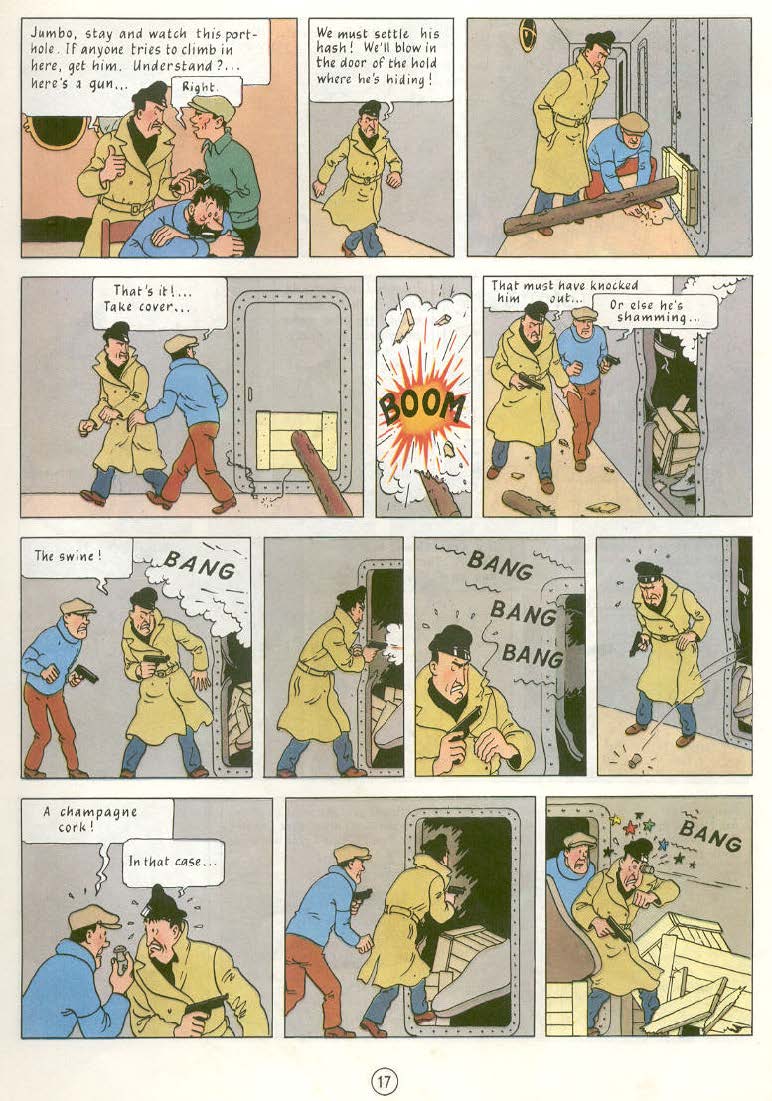 Jumbo, stay and watch this port-
hole. If anyone tries to climb in
here, get him. Understand?...
here's a gun...
Right.
We must settle his
hash! We'll blow in
the door of the hold
where he's hiding!
That's it!...
Take cover...
BOOM
That must have knocked
him out...
Or else he's
shamming...
The swine!
BANG
BANG
BANG
BANG
A champagne
cork!
In that case...
BANG
17